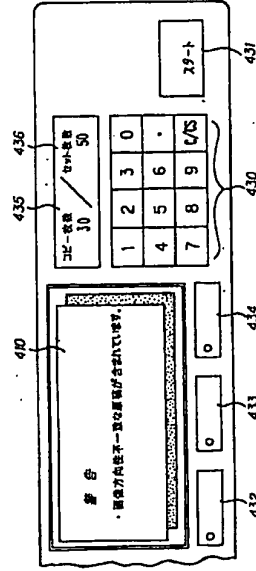 410
警告
・画像方向性不一致な原稿が含まれています。
435 436
コピー枚数 / セット枚数
30 50
1 2 3 0
4 5 6 ・
7 8 9 C/CS
スタート
432 433 434 430 431